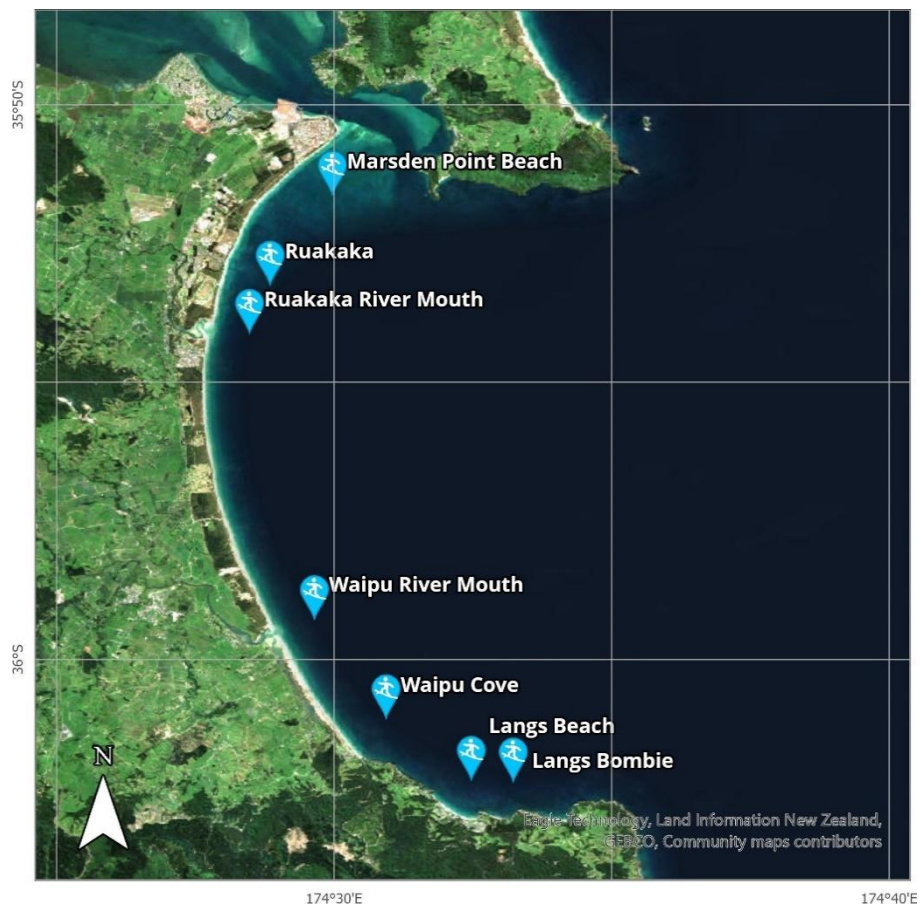 35°50'S
Marsden Point Beach
Ruakaka
Ruakaka River Mouth
Waipu River Mouth
36°S
Waipu Cove
Langs Beach
Langs Bombie
N
Eagle Technology, Land Information New Zealand,
GEBCO, Community maps contributors
174°30'E
174°40'E